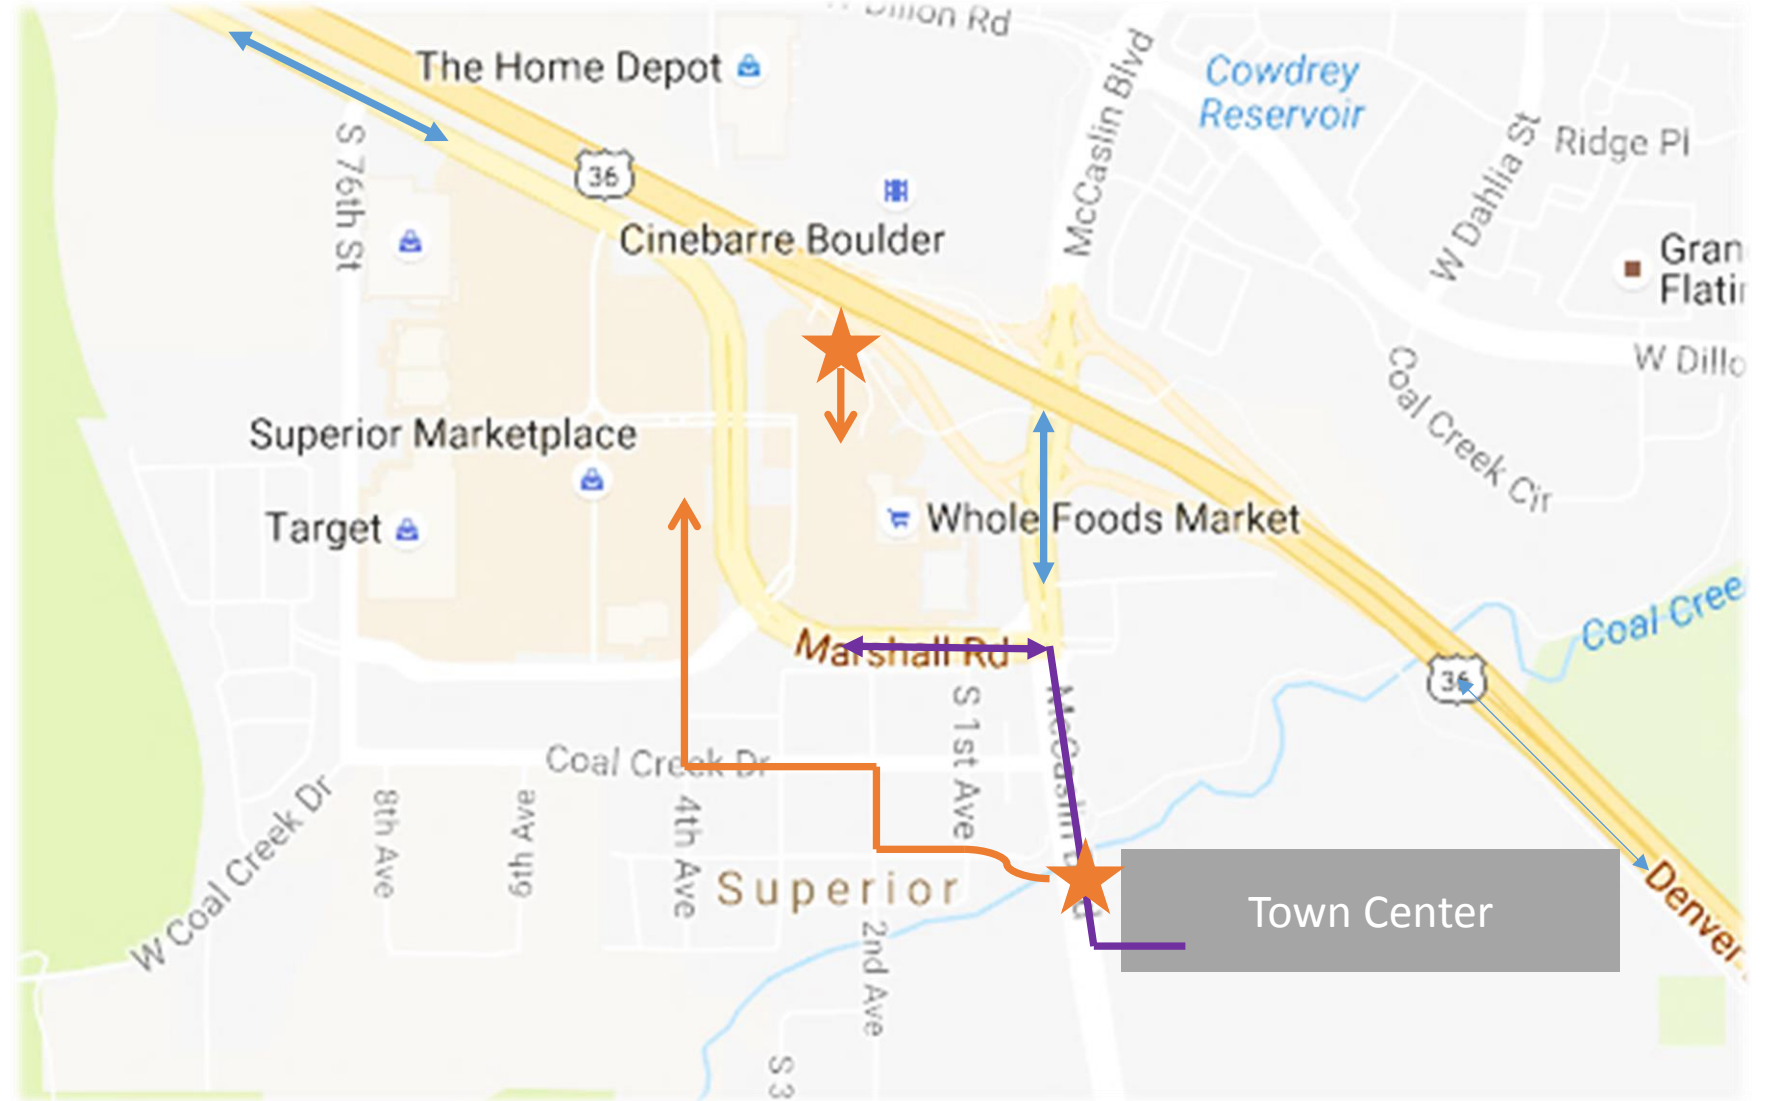 W Dillon Rd
The Home Depot
McCaslin Blvd
Cowdrey
Reservoir
Ridge Pl
W Dahlia St
S 76th St
36
Cinebarre Boulder
Gran
Flati
W Dillo
Coal Creek Cir
Superior Marketplace
Target
Whole Foods Market
Coal Cree
Marshall Rd
36
S 1st Ave
McCaslin Blvd
Coal Creek Dr
W Coal Creek Dr
8th Ave
6th Ave
4th Ave
Superior
2nd Ave
S 3
Town Center
Denver